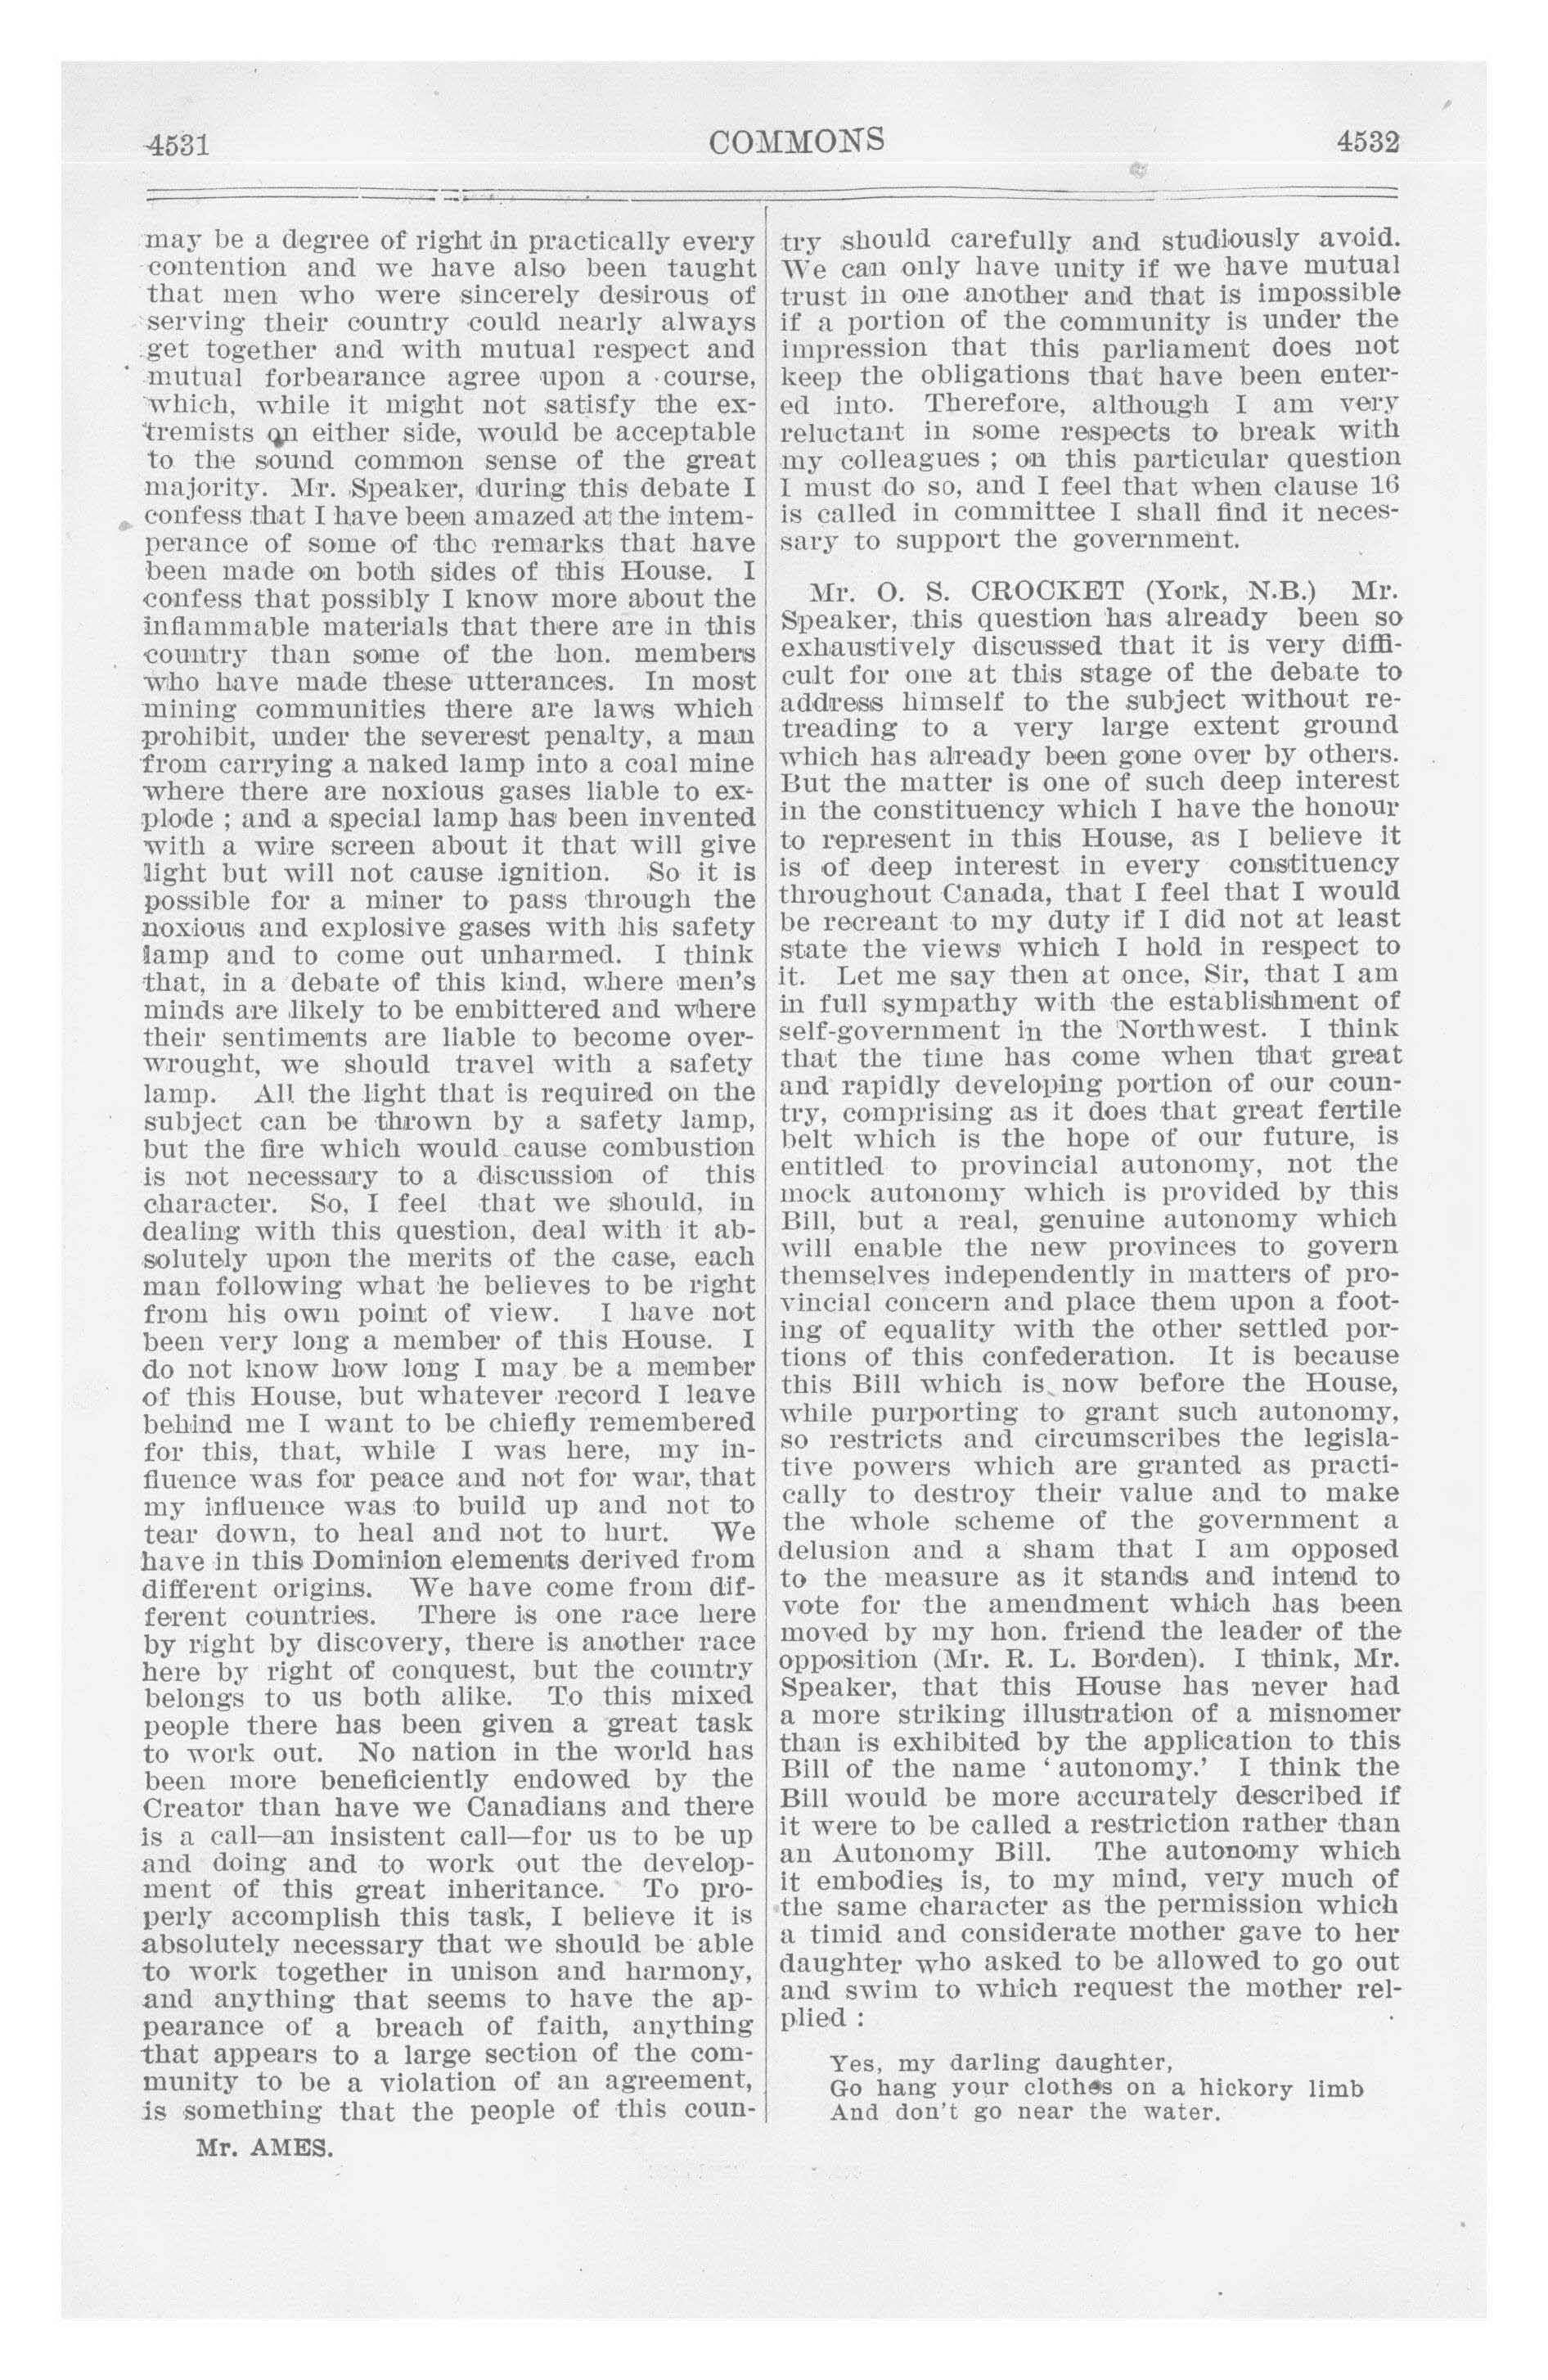 4531
COMMONS
4532
may be a degree of right in practically every
contention and we have also been taught
that men who were sincerely desirous of
serving their country could nearly always
get together and with mutual respect and
mutual forbearance agree upon a course,
which, while it might not satisfy the ex-
tremists on either side, would be acceptable
to the sound common sense of the great
majority. Mr. Speaker, during this debate I
confess that I have been amazed at the intem-
perance of some of the remarks that have
been made on both sides of this House. I
confess that possibly I know more about the
inflammable materials that there are in this
country than some of the hon. members
who have made these utterances. In most
mining communities there are laws which
prohibit, under the severest penalty, a man
from carrying a naked lamp into a coal mine
where there are noxious gases liable to ex-
plode ; and a special lamp has been invented
with a wire screen about it that will give
light but will not cause ignition. So it is
possible for a miner to pass through the
noxious and explosive gases with his safety
lamp and to come out unharmed. I think
that, in a debate of this kind, where men's
minds are likely to be embittered and where
their sentiments are liable to become over-
wrought, we should travel with a safety
lamp. All the light that is required on the
subject can be thrown by a safety lamp,
but the fire which would cause combustion
is not necessary to a discussion of this
character. So, I feel that we should, in
dealing with this question, deal with it ab-
solutely upon the merits of the case, each
man following what he believes to be right
from his own point of view. I have not
been very long a member of this House. I
do not know how long I may be a member
of this House, but whatever record I leave
behind me I want to be chiefly remembered
for this, that, while I was here, my in-
fluence was for peace and not for war, that
my influence was to build up and not to
tear down, to heal and not to hurt. We
have in this Dominion elements derived from
different origins. We have come from dif-
ferent countries. There is one race here
by right by discovery, there is another race
here by right of conquest, but the country
belongs to us both alike. To this mixed
people there has been given a great task
to work out. No nation in the world has
been more beneficiently endowed by the
Creator than have we Canadians and there
is a call—an insistent call—for us to be up
and doing and to work out the develop-
ment of this great inheritance. To pro-
perly accomplish this task, I believe it is
absolutely necessary that we should be able
to work together in unison and harmony,
and anything that seems to have the ap-
pearance of a breach of faith, anything
that appears to a large section of the com-
munity to be a violation of an agreement,
is something that the people of this coun-
Mr. AMES.
try should carefully and studiously avoid.
We can only have unity if we have mutual
trust in one another and that is impossible
if a portion of the community is under the
impression that this parliament does not
keep the obligations that have been enter-
ed into. Therefore, although I am very
reluctant in some respects to break with
my colleagues ; on this particular question
I must do so, and I feel that when clause 16
is called in committee I shall find it neces-
sary to support the government.
Mr. O. S. CROCKET (York, N.B.) Mr.
Speaker, this question has already been so
exhaustively discussed that it is very diffi-
cult for one at this stage of the debate to
address himself to the subject without re-
treading to a very large extent ground
which has already been gone over by others.
But the matter is one of such deep interest
in the constituency which I have the honour
to represent in this House, as I believe it
is of deep interest in every constituency
throughout Canada, that I feel that I would
be recreant to my duty if I did not at least
state the views which I hold in respect to
it. Let me say then at once, Sir, that I am
in full sympathy with the establishment of
self-government in the Northwest. I think
that the time has come when that great
and rapidly developing portion of our coun-
try, comprising as it does that great fertile
belt which is the hope of our future, is
entitled to provincial autonomy, not the
mock autonomy which is provided by this
Bill, but a real, genuine autonomy which
will enable the new provinces to govern
themselves independently in matters of pro-
vincial concern and place them upon a foot-
ing of equality with the other settled por-
tions of this confederation. It is because
this Bill which is now before the House,
while purporting to grant such autonomy,
so restricts and circumscribes the legisla-
tive powers which are granted as practi-
cally to destroy their value and to make
the whole scheme of the government a
delusion and a sham that I am opposed
to the measure as it stands and intend to
vote for the amendment which has been
moved by my hon. friend the leader of the
opposition (Mr. R. L. Borden). I think, Mr.
Speaker, that this House has never had
a more striking illustration of a misnomer
than is exhibited by the application to this
Bill of the name ‘ autonomy.’ I think the
Bill would be more accurately described if
it were to be called a restriction rather than
an Autonomy Bill. The autonomy which
it embodies is, to my mind, very much of
the same character as the permission which
a timid and considerate mother gave to her
daughter who asked to be allowed to go out
and swim to which request the mother rel-
plied :
Yes, my darling daughter,
Go hang your clothes on a hickory limb
And don't go near the water.